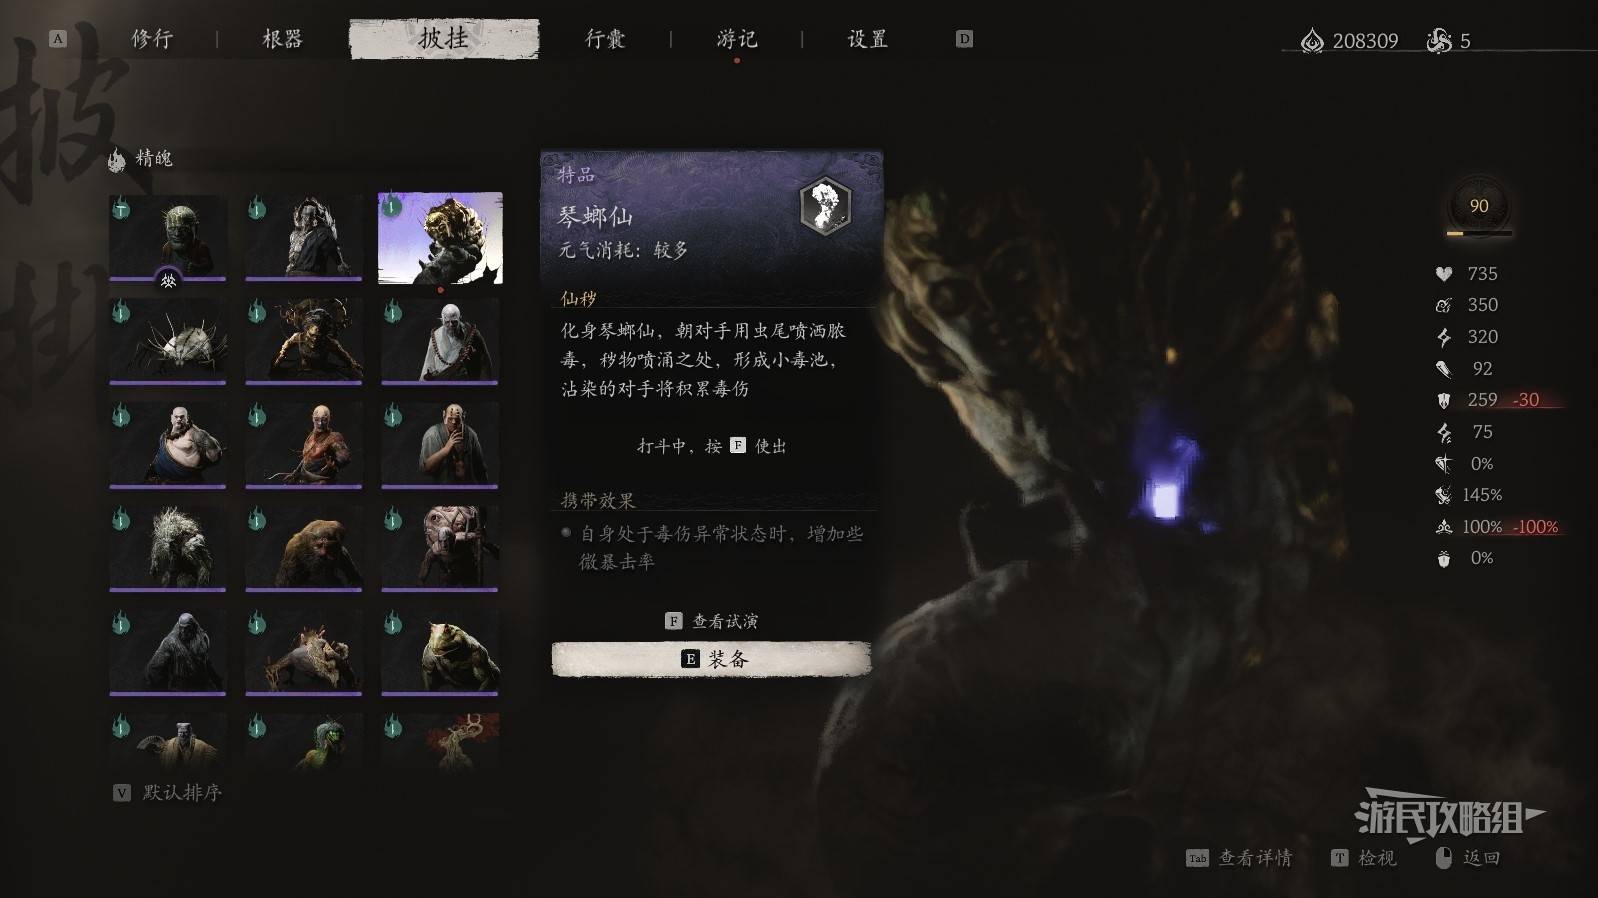 A 修行 | 根器 披挂 行囊 | 游记 | 设置 D
208309 5
披挂
精魄
特品
琴螂仙
元气消耗：较多
仙秽
化身琴螂仙，朝对手用虫尾喷洒脓
毒，秽物喷涌之处，形成小毒池，
沾染的对手将积累毒伤
打斗中，按 F 使出
携带效果
自身处于毒伤异常状态时，增加些
微暴击率
F 查看试演
E 装备
V 默认排序
90
735
350
320
92
259 -30
75
0%
145%
100% -100%
0%
游民攻略组
Tab 查看详情 T 检视 返回